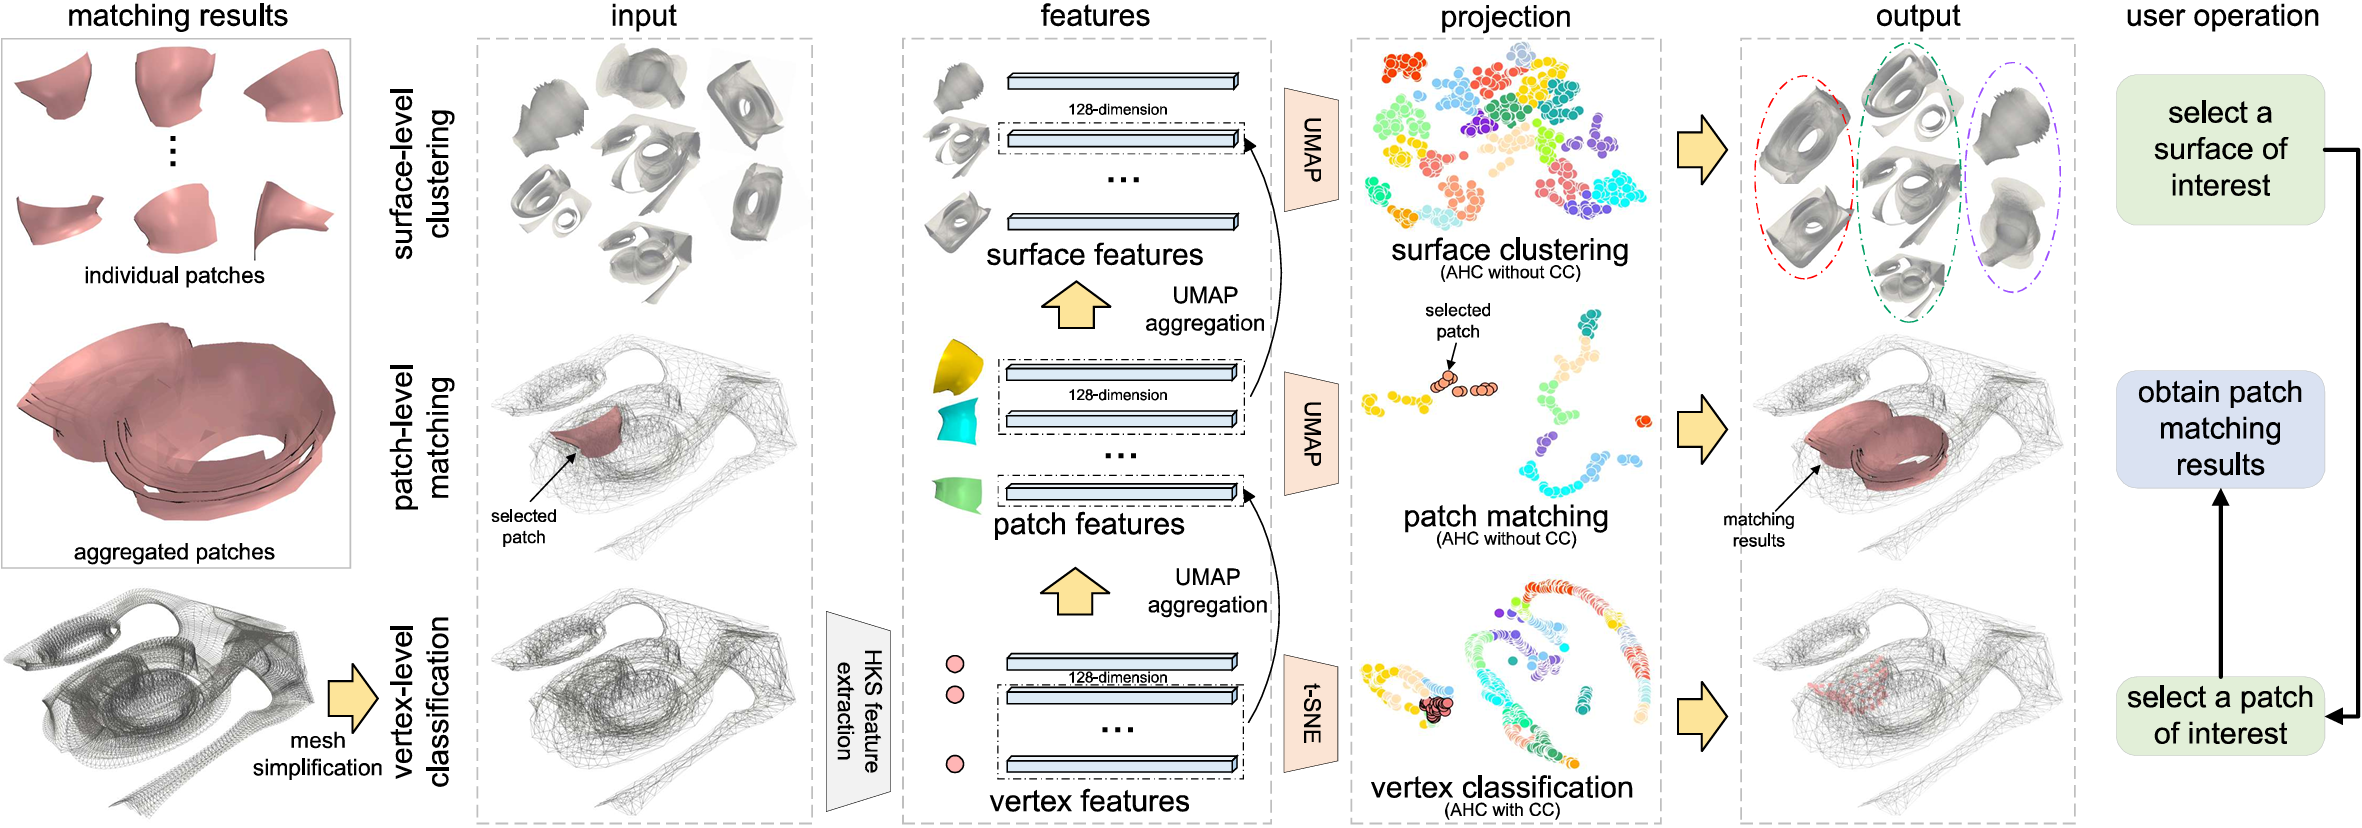 matching results
input
features
projection
output
user operation
individual patches
aggregated patches
mesh
simplification
surface-level
clustering
patch-level
matching
vertex-level
classification
selected
patch
HKS feature
extraction
128-dimension
...
surface features
UMAP
aggregation
128-dimension
...
patch features
UMAP
aggregation
128-dimension
...
vertex features
UMAP
UMAP
t-SNE
surface clustering
(AHC without CC)
selected
patch
patch matching
(AHC without CC)
vertex classification
(AHC with CC)
matching
results
select a
surface of
interest
obtain patch
matching
results
select a patch
of interest